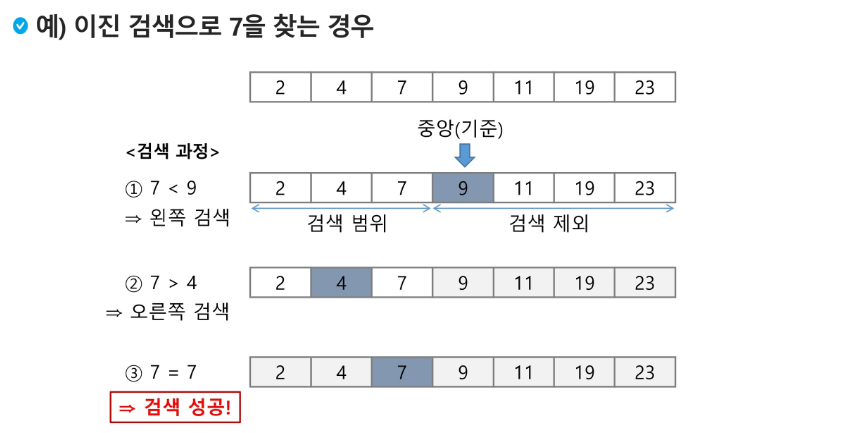 예) 이진 검색으로 7을 찾는 경우
2 4 7 9 11 19 23
중앙(기준)
<검색 과정>
① 7 < 9 2 4 7 9 11 19 23
⇒ 왼쪽 검색 검색 범위 검색 제외
② 7 > 4 2 4 7 9 11 19 23
⇒ 오른쪽 검색
③ 7 = 7 2 4 7 9 11 19 23
⇒ 검색 성공!